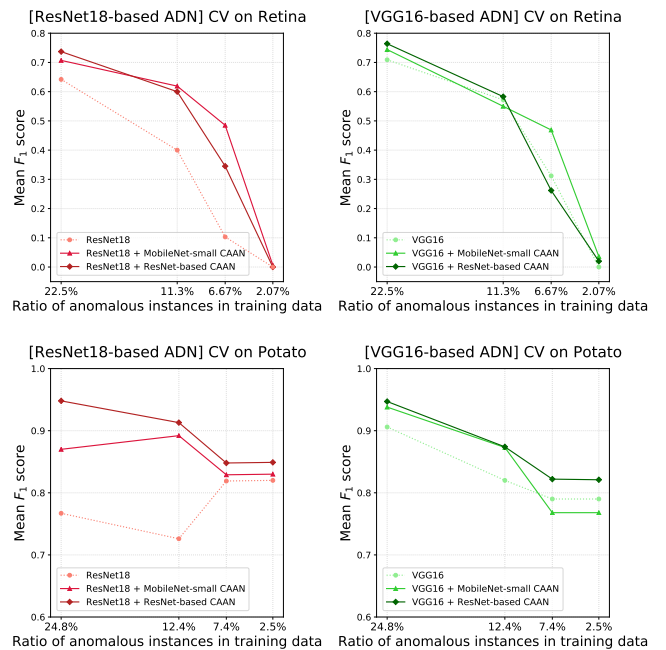 [ResNet18-based ADN] CV on Retina
0.8
0.7
0.6
0.5
0.4
0.3
0.2
0.1
0.0
Mean F1 score
ResNet18
ResNet18 + MobileNet-small CAAN
ResNet18 + ResNet-based CAAN
22.5% 11.3% 6.67% 2.07%
Ratio of anomalous instances in training data
[VGG16-based ADN] CV on Retina
0.8
0.7
0.6
0.5
0.4
0.3
0.2
0.1
0.0
Mean F1 score
VGG16
VGG16 + MobileNet-small CAAN
VGG16 + ResNet-based CAAN
22.5% 11.3% 6.67% 2.07%
Ratio of anomalous instances in training data
[ResNet18-based ADN] CV on Potato
1.0
0.9
0.8
0.7
0.6
Mean F1 score
ResNet18
ResNet18 + MobileNet-small CAAN
ResNet18 + ResNet-based CAAN
24.8% 12.4% 7.4% 2.5%
Ratio of anomalous instances in training data
[VGG16-based ADN] CV on Potato
1.0
0.9
0.8
0.7
0.6
Mean F1 score
VGG16
VGG16 + MobileNet-small CAAN
VGG16 + ResNet-based CAAN
24.8% 12.4% 7.4% 2.5%
Ratio of anomalous instances in training data